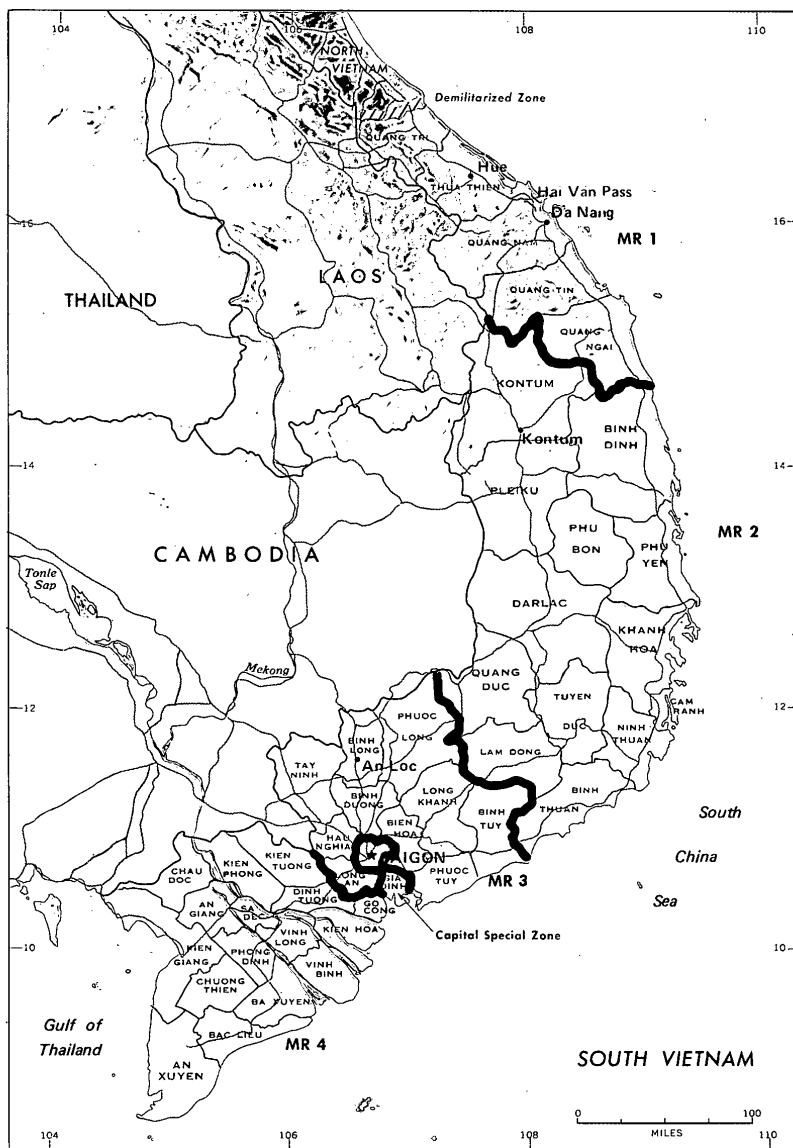 104
106
108
110
NORTH
VIETNAM
Demilitarized Zone
QUANG TRI
Hue
THUA THIEN
Hai Van Pass
Da Nang
16
16
MR 1
QUANG NAM
LAOS
THAILAND
QUANG TIN
QUANG
NGAI
KONTUM
Kontum
BINH
DINH
14
14
PLEIKU
PHU
BON
MR 2
PHU
YEN
CAMBODIA
Tonle
Sap
DARLAC
KHANH
HOA
Mekong
QUANG
DUC
TUYEN
DUC
CAM
RANH
12
12
PHUOC
LONG
NINH
THUAN
BINH
LONG
An Loc
TAY
NINH
LAM DONG
BINH
DUONG
LONG
KHANH
BINH
TUY
BINH
THUAN
BIEN
HOA
South
China
Sea
HAU
NGHIA
SAIGON
KIEN
TUONG
LONG
AN
GIA
DINH
PHUOC
TUY
MR 3
CHAU
DOC
KIEN
PHONG
DINH
TUONG
GO
CONG
AN
GIANG
SA
DEC
VINH
LONG
KIEN HOA
Capital Special Zone
10
10
KIEN
GIANG
PHONG
DINH
VINH
BINH
CHUONG
THIEN
BA XUYEN
Gulf of
Thailand
BAC LIEU
MR 4
AN
XUYEN
SOUTH VIETNAM
0
100
MILES
104
106
108
110